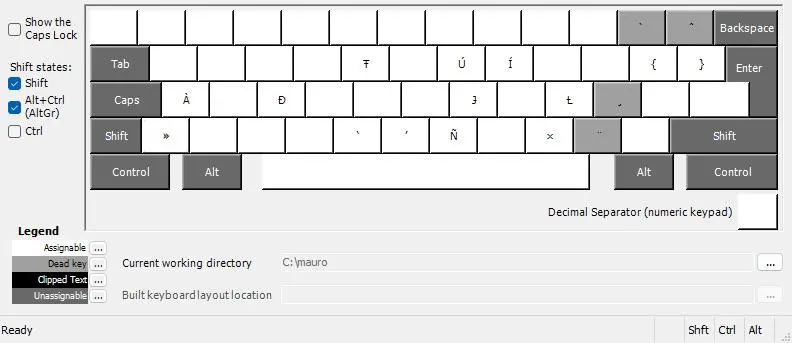 Show the
Caps Lock
Shift states:
Shift
Alt+Ctrl
(AltGr)
Ctrl
` ˆ Backspace
Tab Ŧ Ú Í { } Enter
Caps À Đ Ł ¸
Shift » ‵ ′ Ñ × ¨ Shift
Control Alt Alt Control
Decimal Separator (numeric keypad)
Legend
Assignable ...
Dead key ...
Clipped Text ...
Unassignable ...
Current working directory C:\mauro ...
Built keyboard layout location ...
Ready Shft Ctrl Alt